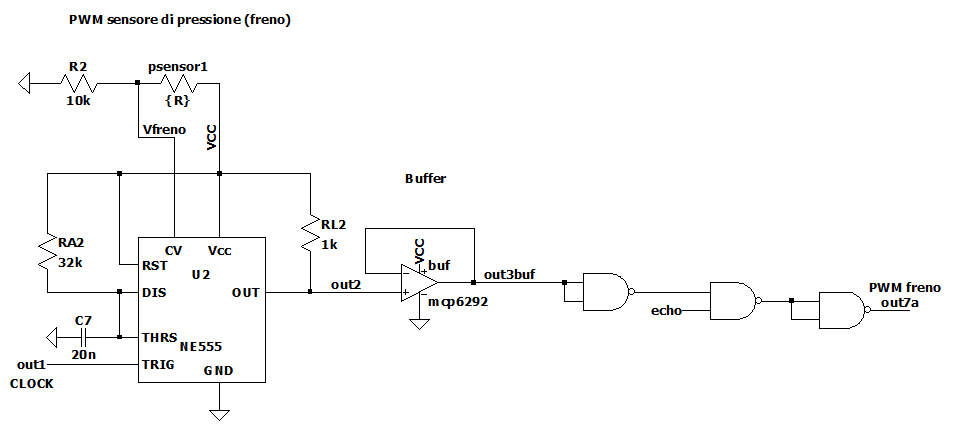 PWM sensore di pressione (freno)
R2
10k
psensor1
{R}
Vfreno
VCC
RA2
32k
CV
Vcc
U2
RST
DIS
THRS
TRIG
NE555
GND
OUT
C7
20n
out1
CLOCK
RL2
1k
out2
Buffer
VCC
buf
mcp6292
out3buf
echo
PWM freno
out7a